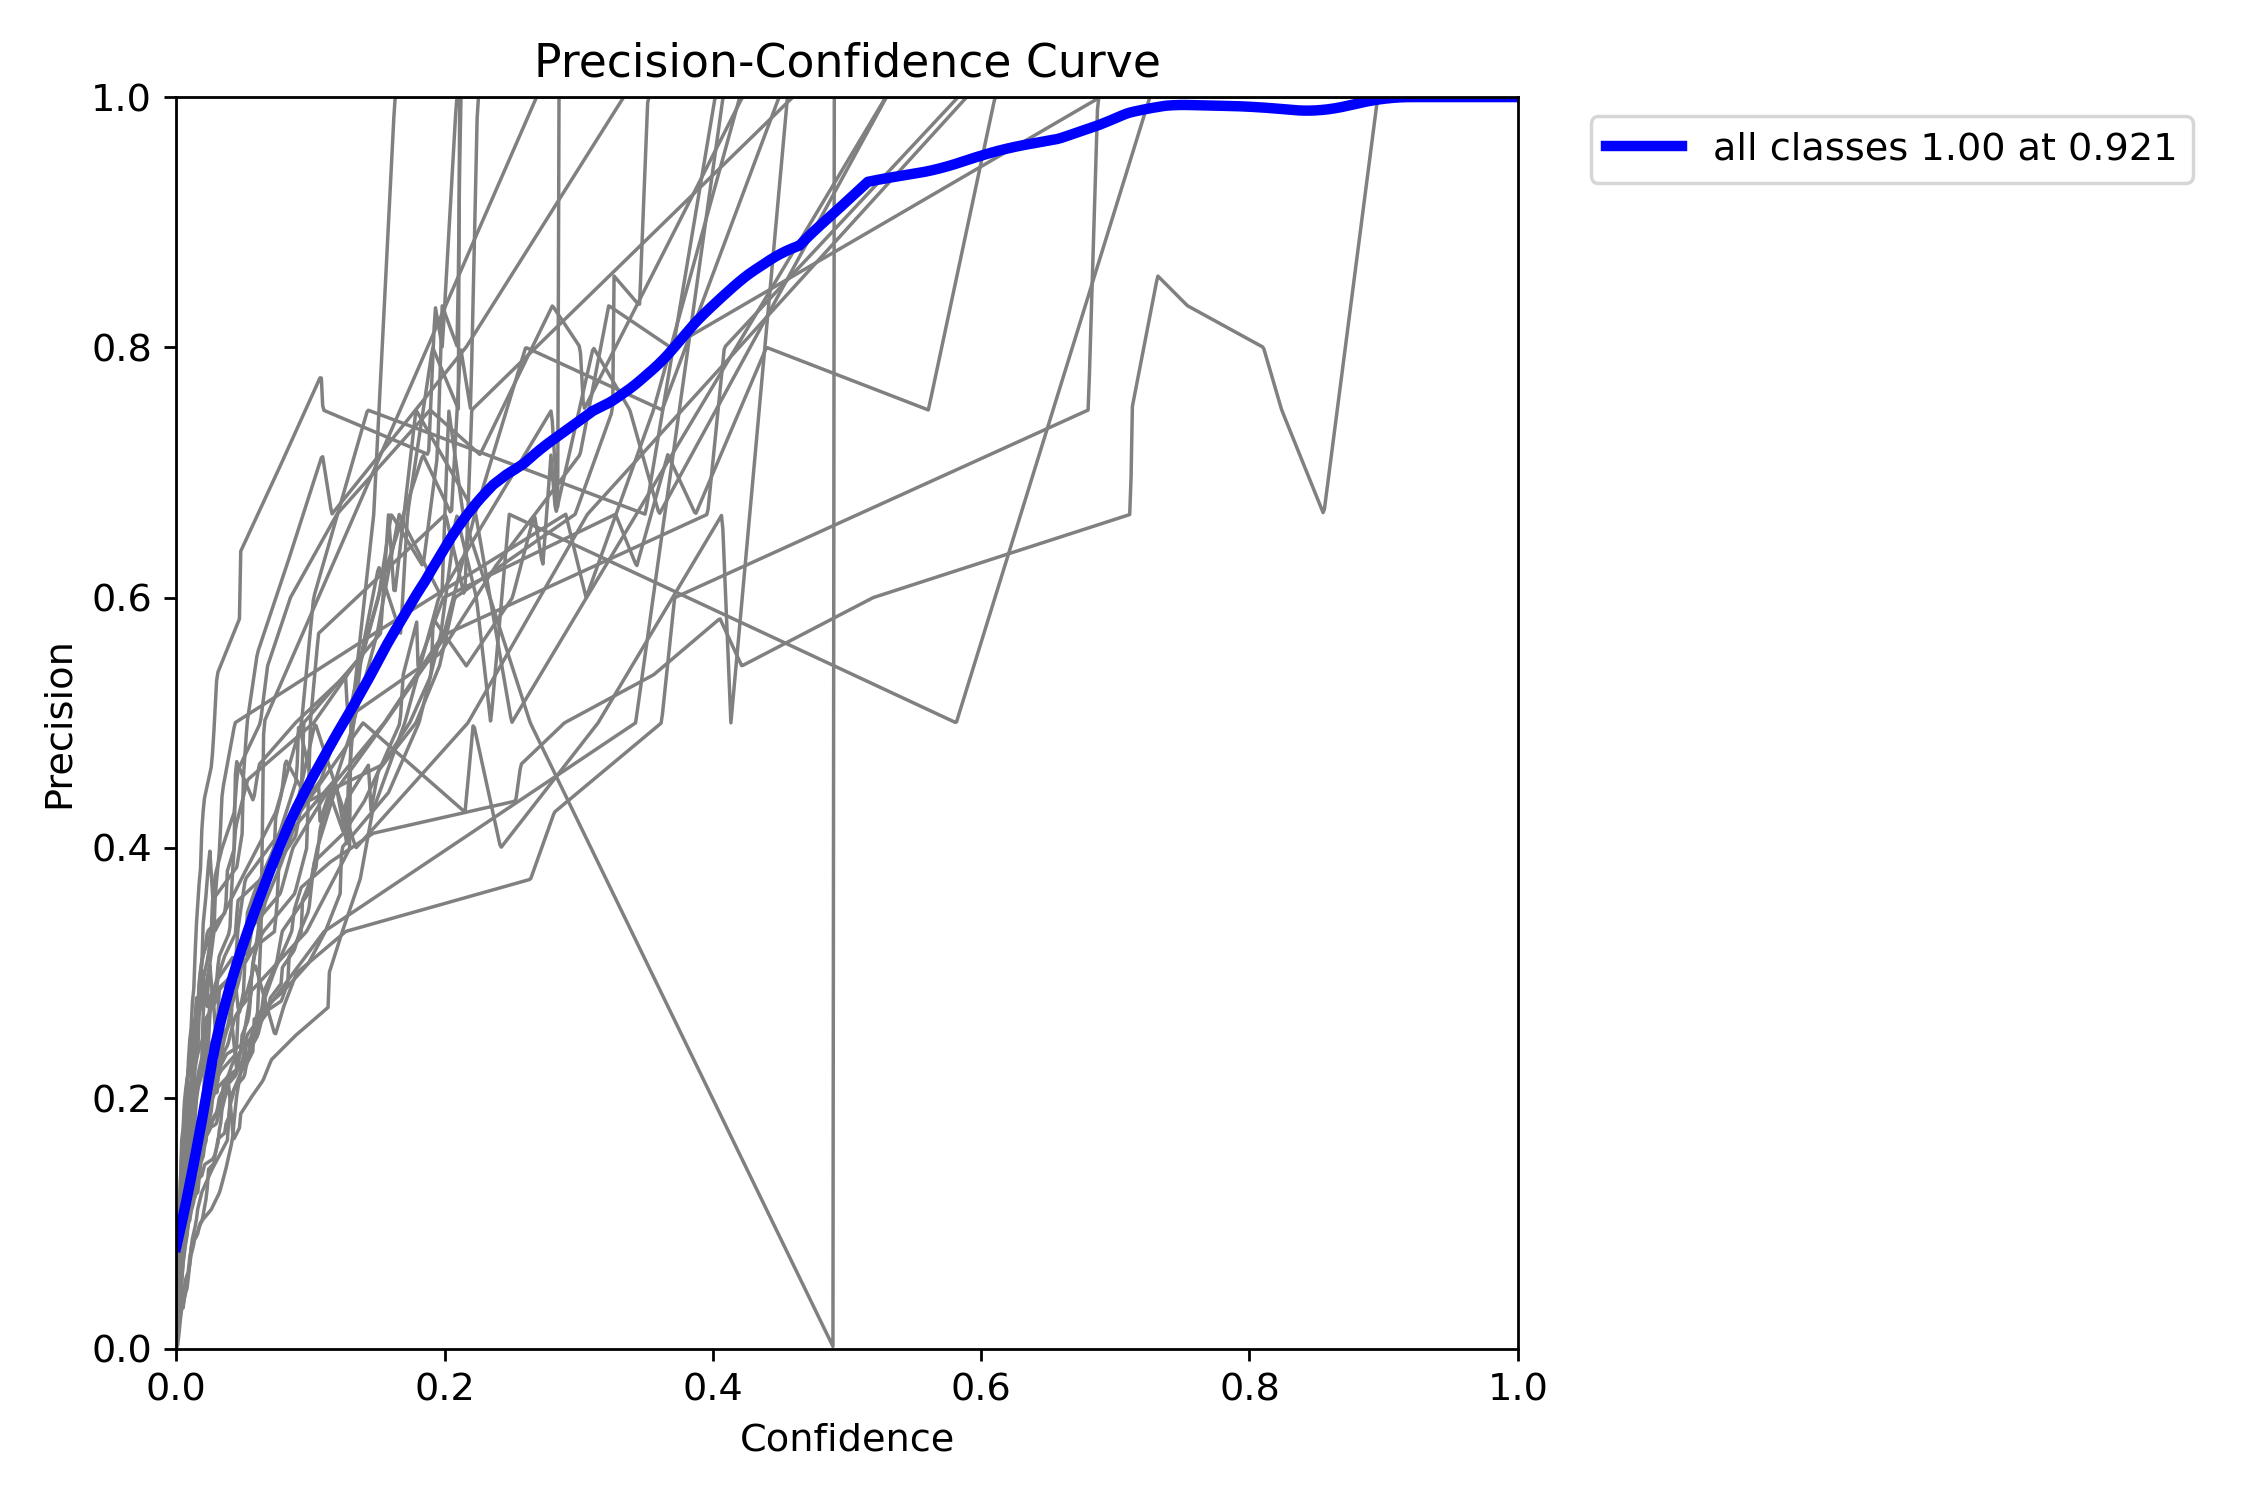 Precision-Confidence Curve
all classes 1.00 at 0.921
Precision
1.0
0.8
0.6
0.4
0.2
0.0
0.0 0.2 0.4 0.6 0.8 1.0
Confidence